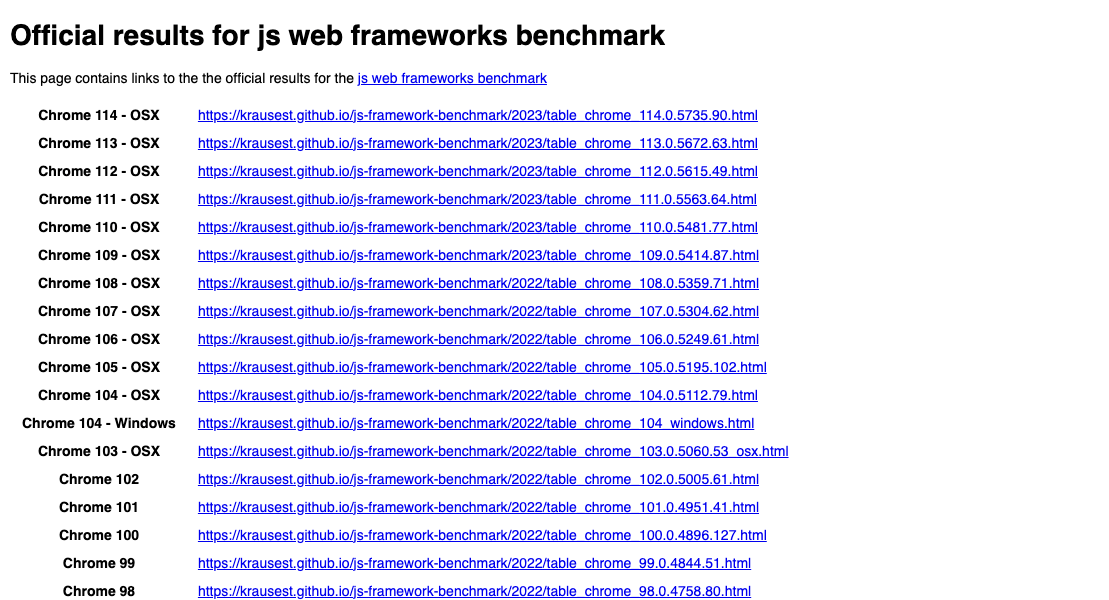 Official results for js web frameworks benchmark
This page contains links to the the official results for the js web frameworks benchmark
Chrome 114 - OSX https://krausest.github.io/js-framework-benchmark/2023/table_chrome_114.0.5735.90.html
Chrome 113 - OSX https://krausest.github.io/js-framework-benchmark/2023/table_chrome_113.0.5672.63.html
Chrome 112 - OSX https://krausest.github.io/js-framework-benchmark/2023/table_chrome_112.0.5615.49.html
Chrome 111 - OSX https://krausest.github.io/js-framework-benchmark/2023/table_chrome_111.0.5563.64.html
Chrome 110 - OSX https://krausest.github.io/js-framework-benchmark/2023/table_chrome_110.0.5481.77.html
Chrome 109 - OSX https://krausest.github.io/js-framework-benchmark/2023/table_chrome_109.0.5414.87.html
Chrome 108 - OSX https://krausest.github.io/js-framework-benchmark/2022/table_chrome_108.0.5359.71.html
Chrome 107 - OSX https://krausest.github.io/js-framework-benchmark/2022/table_chrome_107.0.5304.62.html
Chrome 106 - OSX https://krausest.github.io/js-framework-benchmark/2022/table_chrome_106.0.5249.61.html
Chrome 105 - OSX https://krausest.github.io/js-framework-benchmark/2022/table_chrome_105.0.5195.102.html
Chrome 104 - OSX https://krausest.github.io/js-framework-benchmark/2022/table_chrome_104.0.5112.79.html
Chrome 104 - Windows https://krausest.github.io/js-framework-benchmark/2022/table_chrome_104_windows.html
Chrome 103 - OSX https://krausest.github.io/js-framework-benchmark/2022/table_chrome_103.0.5060.53_osx.html
Chrome 102 https://krausest.github.io/js-framework-benchmark/2022/table_chrome_102.0.5005.61.html
Chrome 101 https://krausest.github.io/js-framework-benchmark/2022/table_chrome_101.0.4951.41.html
Chrome 100 https://krausest.github.io/js-framework-benchmark/2022/table_chrome_100.0.4896.127.html
Chrome 99 https://krausest.github.io/js-framework-benchmark/2022/table_chrome_99.0.4844.51.html
Chrome 98 https://krausest.github.io/js-framework-benchmark/2022/table_chrome_98.0.4758.80.html